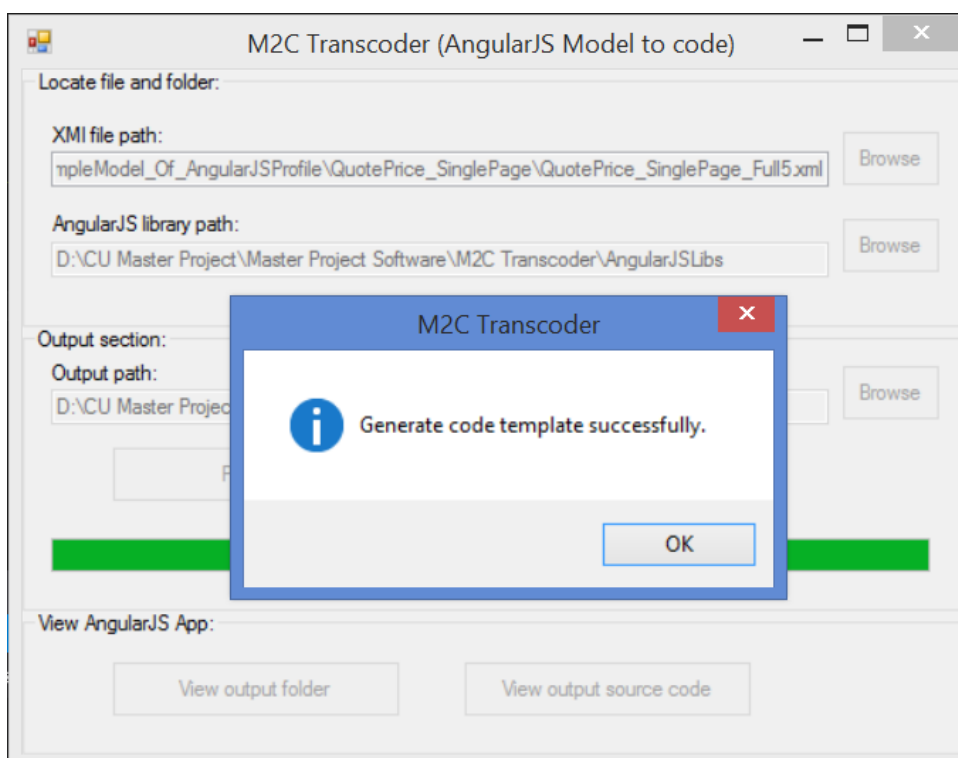 M2C Transcoder (AngularJS Model to code)
Locate file and folder:
XMI file path:
mpleModel_Of_AngularJSProfile\QuotePrice_SinglePage\QuotePrice_SinglePage_Full5.xml
Browse
AngularJS library path:
D:\CU Master Project\Master Project Software\M2C Transcoder\AngularJSLibs
Browse
M2C Transcoder
Output section:
Output path:
D:\CU Master Projec
Browse
Generate code template successfully.
OK
View AngularJS App:
View output folder
View output source code